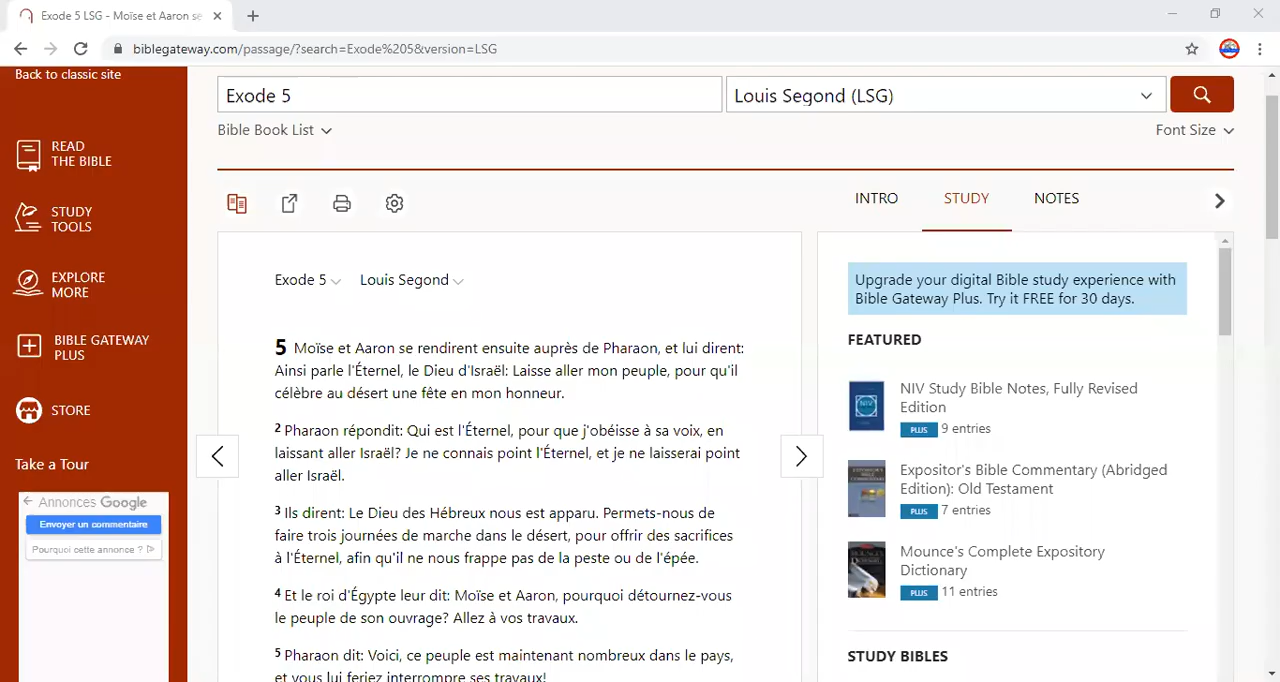 Exode 5 LSG - Moïse et Aaron se
biblegateway.com/passage/?search=Exode%205&version=LSG
Back to classic site
READ
THE BIBLE
STUDY
TOOLS
EXPLORE
MORE
BIBLE GATEWAY
PLUS
STORE
Take a Tour
Annonces Google
Envoyer un commentaire
Pourquoi cette annonce ?
Exode 5
Louis Segond (LSG)
Bible Book List
Font Size
INTRO
STUDY
NOTES
Exode 5 Louis Segond
5 Moïse et Aaron se rendirent ensuite auprès de Pharaon, et lui dirent:
Ainsi parle l'Éternel, le Dieu d'Israël: Laisse aller mon peuple, pour qu'il
célèbre au désert une fête en mon honneur.
2 Pharaon répondit: Qui est l'Éternel, pour que j'obéisse à sa voix, en
laissant aller Israël? Je ne connais point l'Éternel, et je ne laisserai point
aller Israël.
3 Ils dirent: Le Dieu des Hébreux nous est apparu. Permets-nous de
faire trois journées de marche dans le désert, pour offrir des sacrifices
à l'Éternel, afin qu'il ne nous frappe pas de la peste ou de l'épée.
4 Et le roi d'Égypte leur dit: Moïse et Aaron, pourquoi détournez-vous
le peuple de son ouvrage? Allez à vos travaux.
5 Pharaon dit: Voici, ce peuple est maintenant nombreux dans le pays,
et vous lui feriez interrompre ses travaux!
Upgrade your digital Bible study experience with
Bible Gateway Plus. Try it FREE for 30 days.
FEATURED
NIV Study Bible Notes, Fully Revised
Edition
PLUS 9 entries
Expositor's Bible Commentary (Abridged
Edition): Old Testament
PLUS 7 entries
Mounce's Complete Expository
Dictionary
PLUS 11 entries
STUDY BIBLES